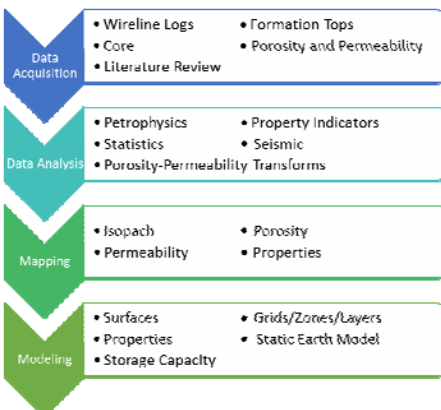 Data
Acquisition
• Wireline Logs • Formation Tops
• Core • Porosity and Permeability
• Literature Review
Data Analysis
• Petrophysics • Property Indicators
• Statistics • Seismic
• Porosity-Permeability Transforms
Mapping
• Isopach • Porosity
• Permeability • Properties
Modeling
• Surfaces • Grids/Zones/Layers
• Properties • Static Earth Model
• Storage Capacity